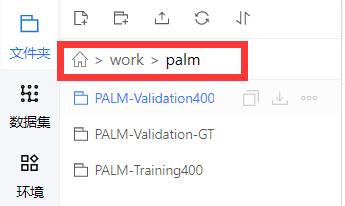 文件夹
> work > palm
PALM-Validation400
数据集
PALM-Validation-GT
PALM-Training400
环境